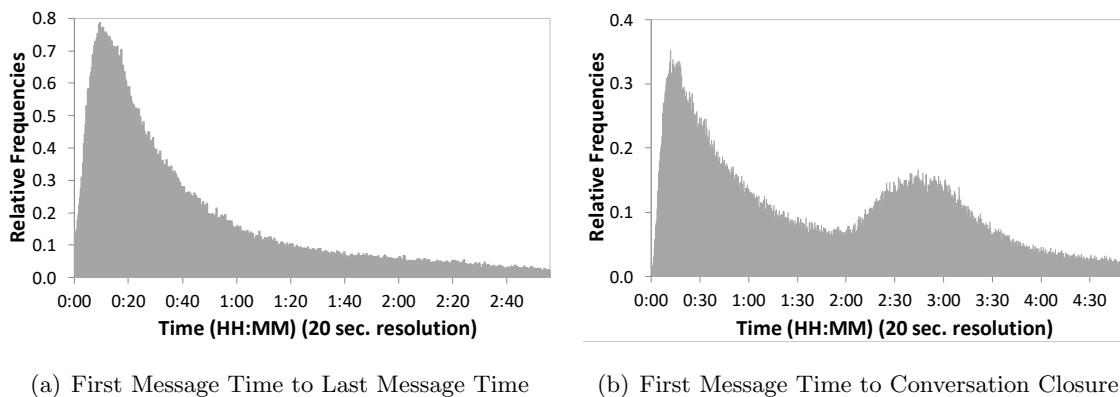 0.8
0.7
0.6
0.5
0.4
0.3
0.2
0.1
0.0
Relative Frequencies
0:00 0:20 0:40 1:00 1:20 1:40 2:00 2:20 2:40
Time (HH:MM) (20 sec. resolution)
(a) First Message Time to Last Message Time
0.4
0.3
0.2
0.1
0.0
Relative Frequencies
0:00 0:30 1:00 1:30 2:00 2:30 3:00 3:30 4:00 4:30
Time (HH:MM) (20 sec. resolution)
(b) First Message Time to Conversation Closure